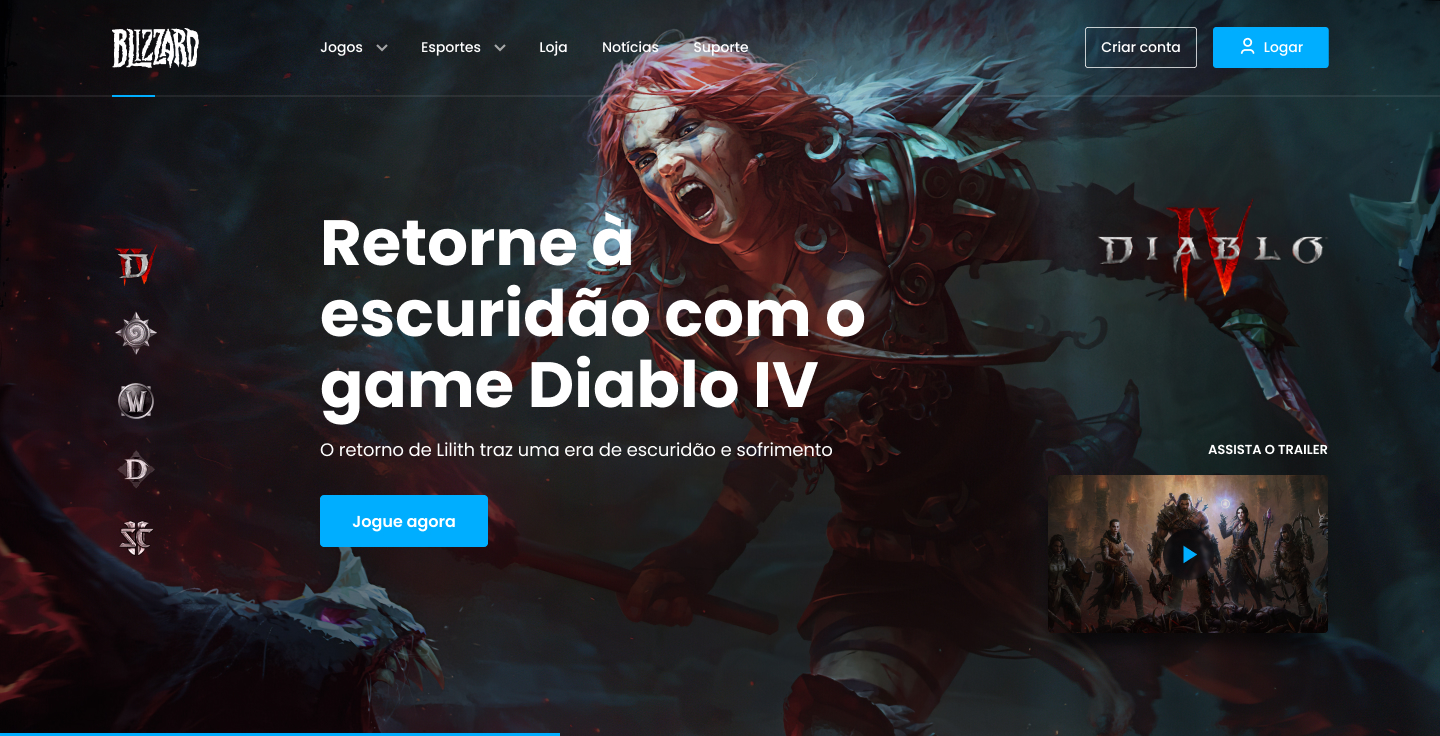 BLIZZARD
Jogos
Esportes
Loja
Notícias
Suporte
Criar conta
Logar
D
W
D
SC
Retorne à
escuridão com o
game Diablo IV
O retorno de Lilith traz uma era de escuridão e sofrimento
Jogue agora
DIABLO IV
ASSISTA O TRAILER